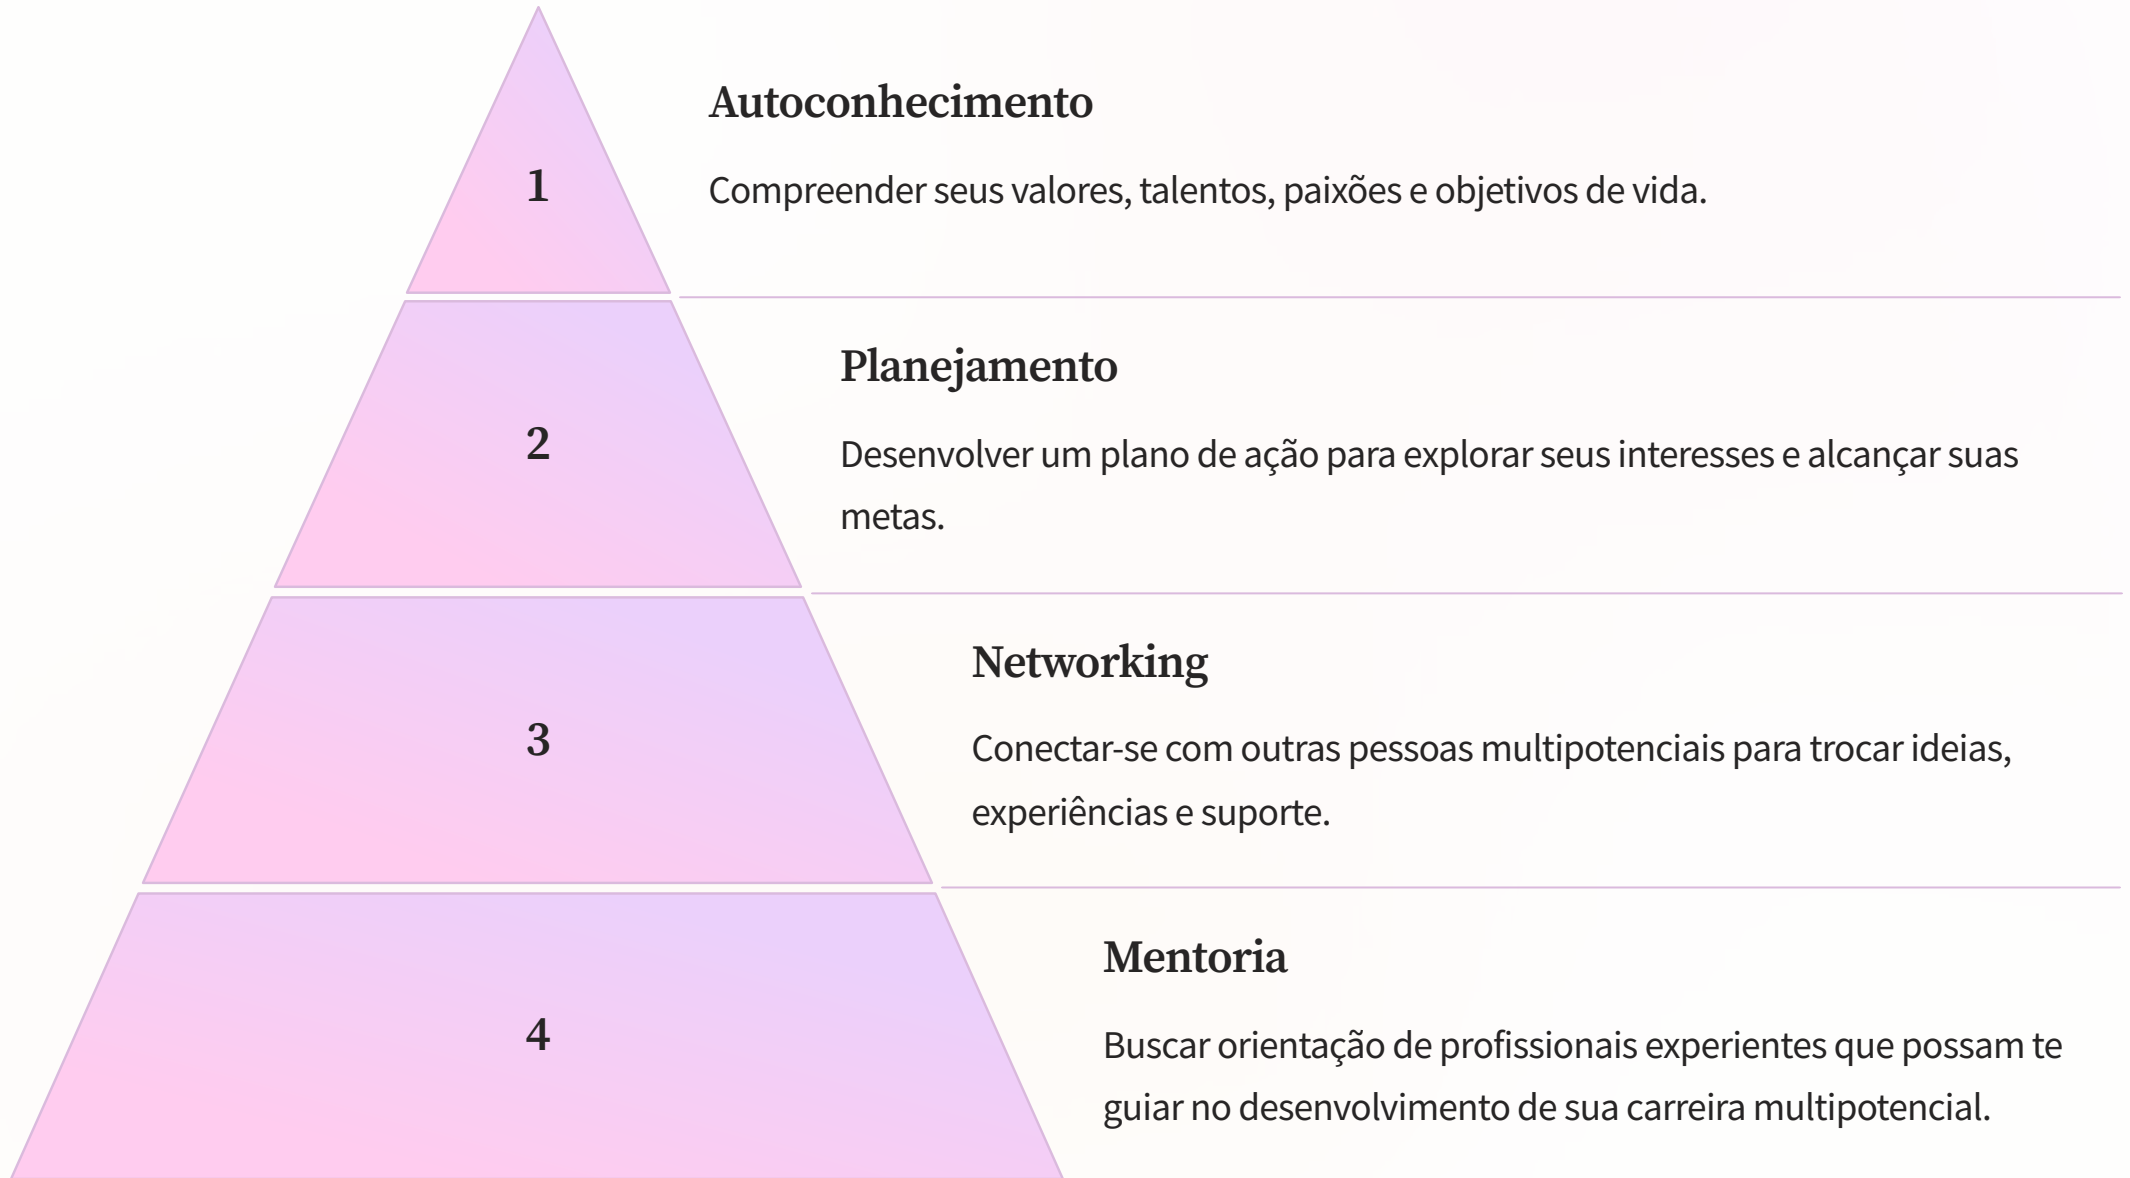 1
Autoconhecimento
Compreender seus valores, talentos, paixões e objetivos de vida.
2
Planejamento
Desenvolver um plano de ação para explorar seus interesses e alcançar suas
metas.
3
Networking
Conectar-se com outras pessoas multipotenciais para trocar ideias,
experiências e suporte.
4
Mentoria
Buscar orientação de profissionais experientes que possam te
guiar no desenvolvimento de sua carreira multipotencial.